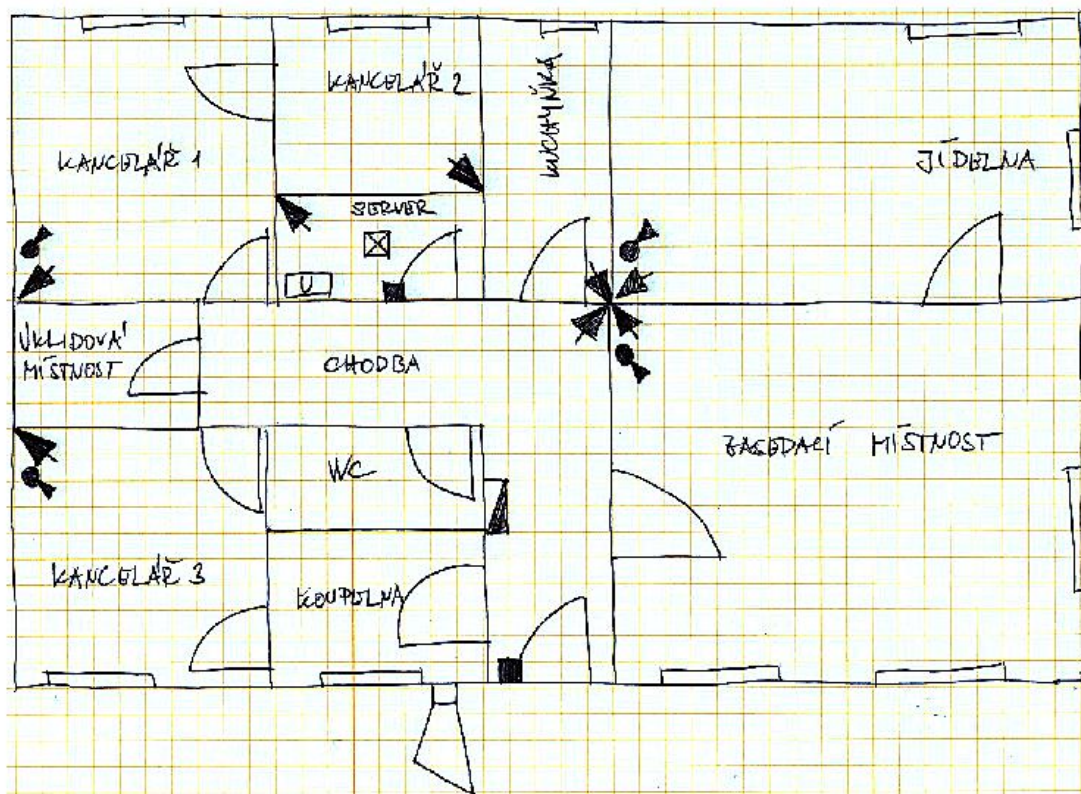 KANCELÁŘ 2
KUCHYŇKA
KANCELÁŘ 1
JÍDELNA
SERVER
U
ÚKLIDOVÁ
MÍSTNOST
CHODBA
ZASEDACÍ MÍSTNOST
WC
KANCELÁŘ 3
KOUPELNA